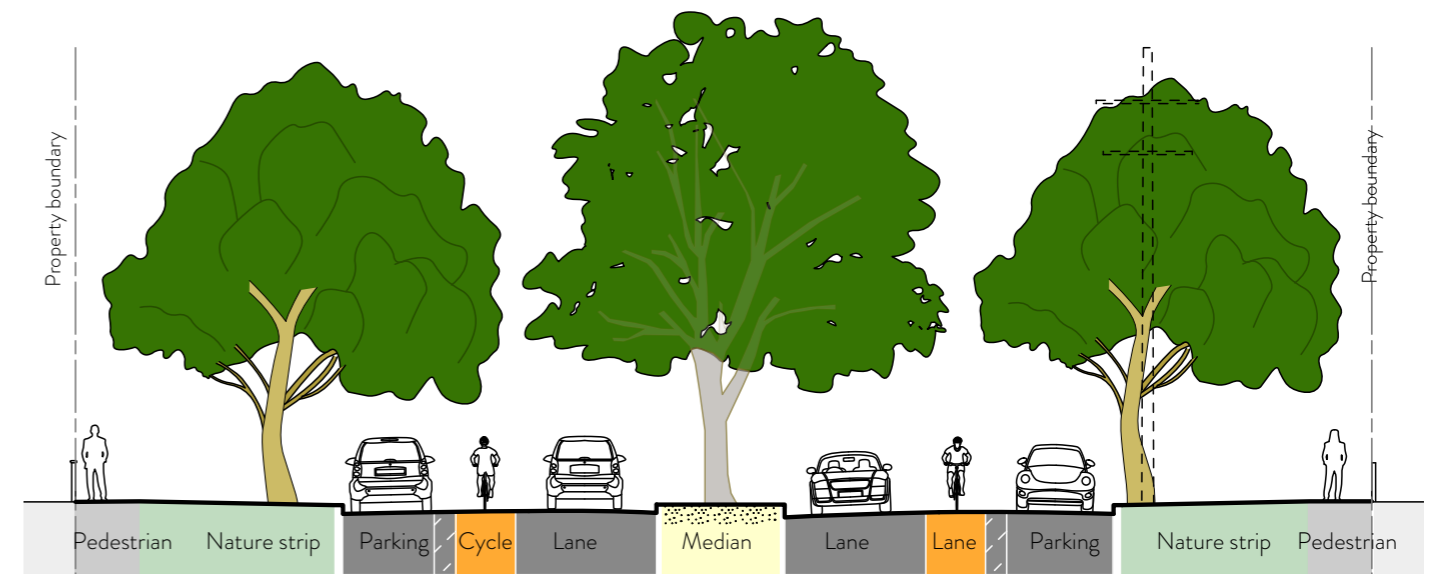 Property boundary
Property boundary
Pedestrian
Nature strip
Parking
Cycle
Lane
Median
Lane
Lane
Parking
Nature strip
Pedestrian